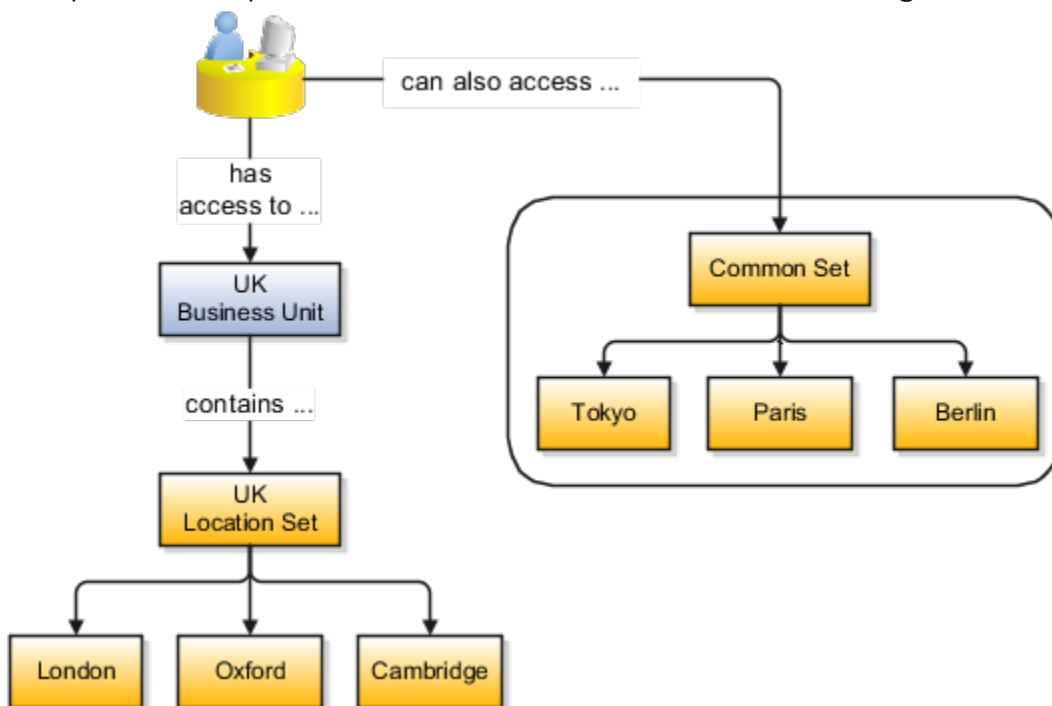 can also access ...
has
access to ...
UK
Business Unit
Common Set
Tokyo
Paris
Berlin
contains ...
UK
Location Set
London
Oxford
Cambridge